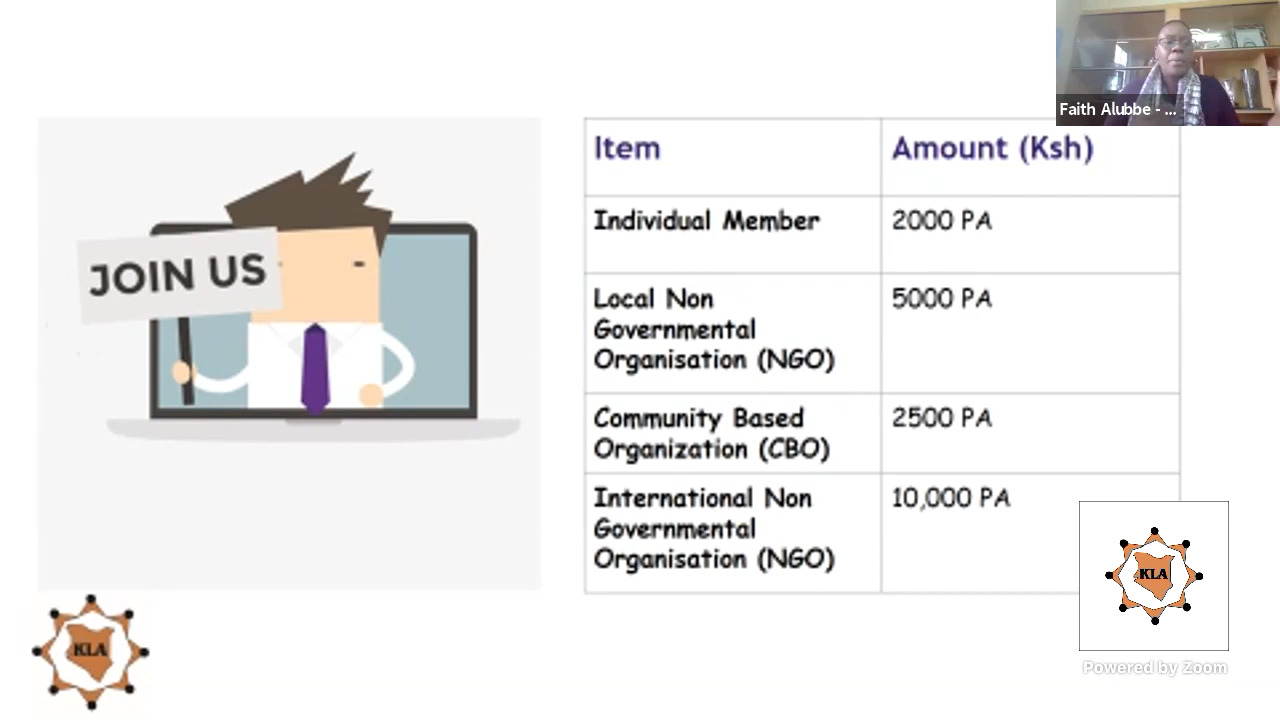 Faith Alubbe - ...
JOIN US
Item
Amount (Ksh)
Individual Member
2000 PA
Local Non
Governmental
Organisation (NGO)
5000 PA
Community Based
Organization (CBO)
2500 PA
International Non
Governmental
Organisation (NGO)
10,000 PA
KLA
KLA
Powered by Zoom